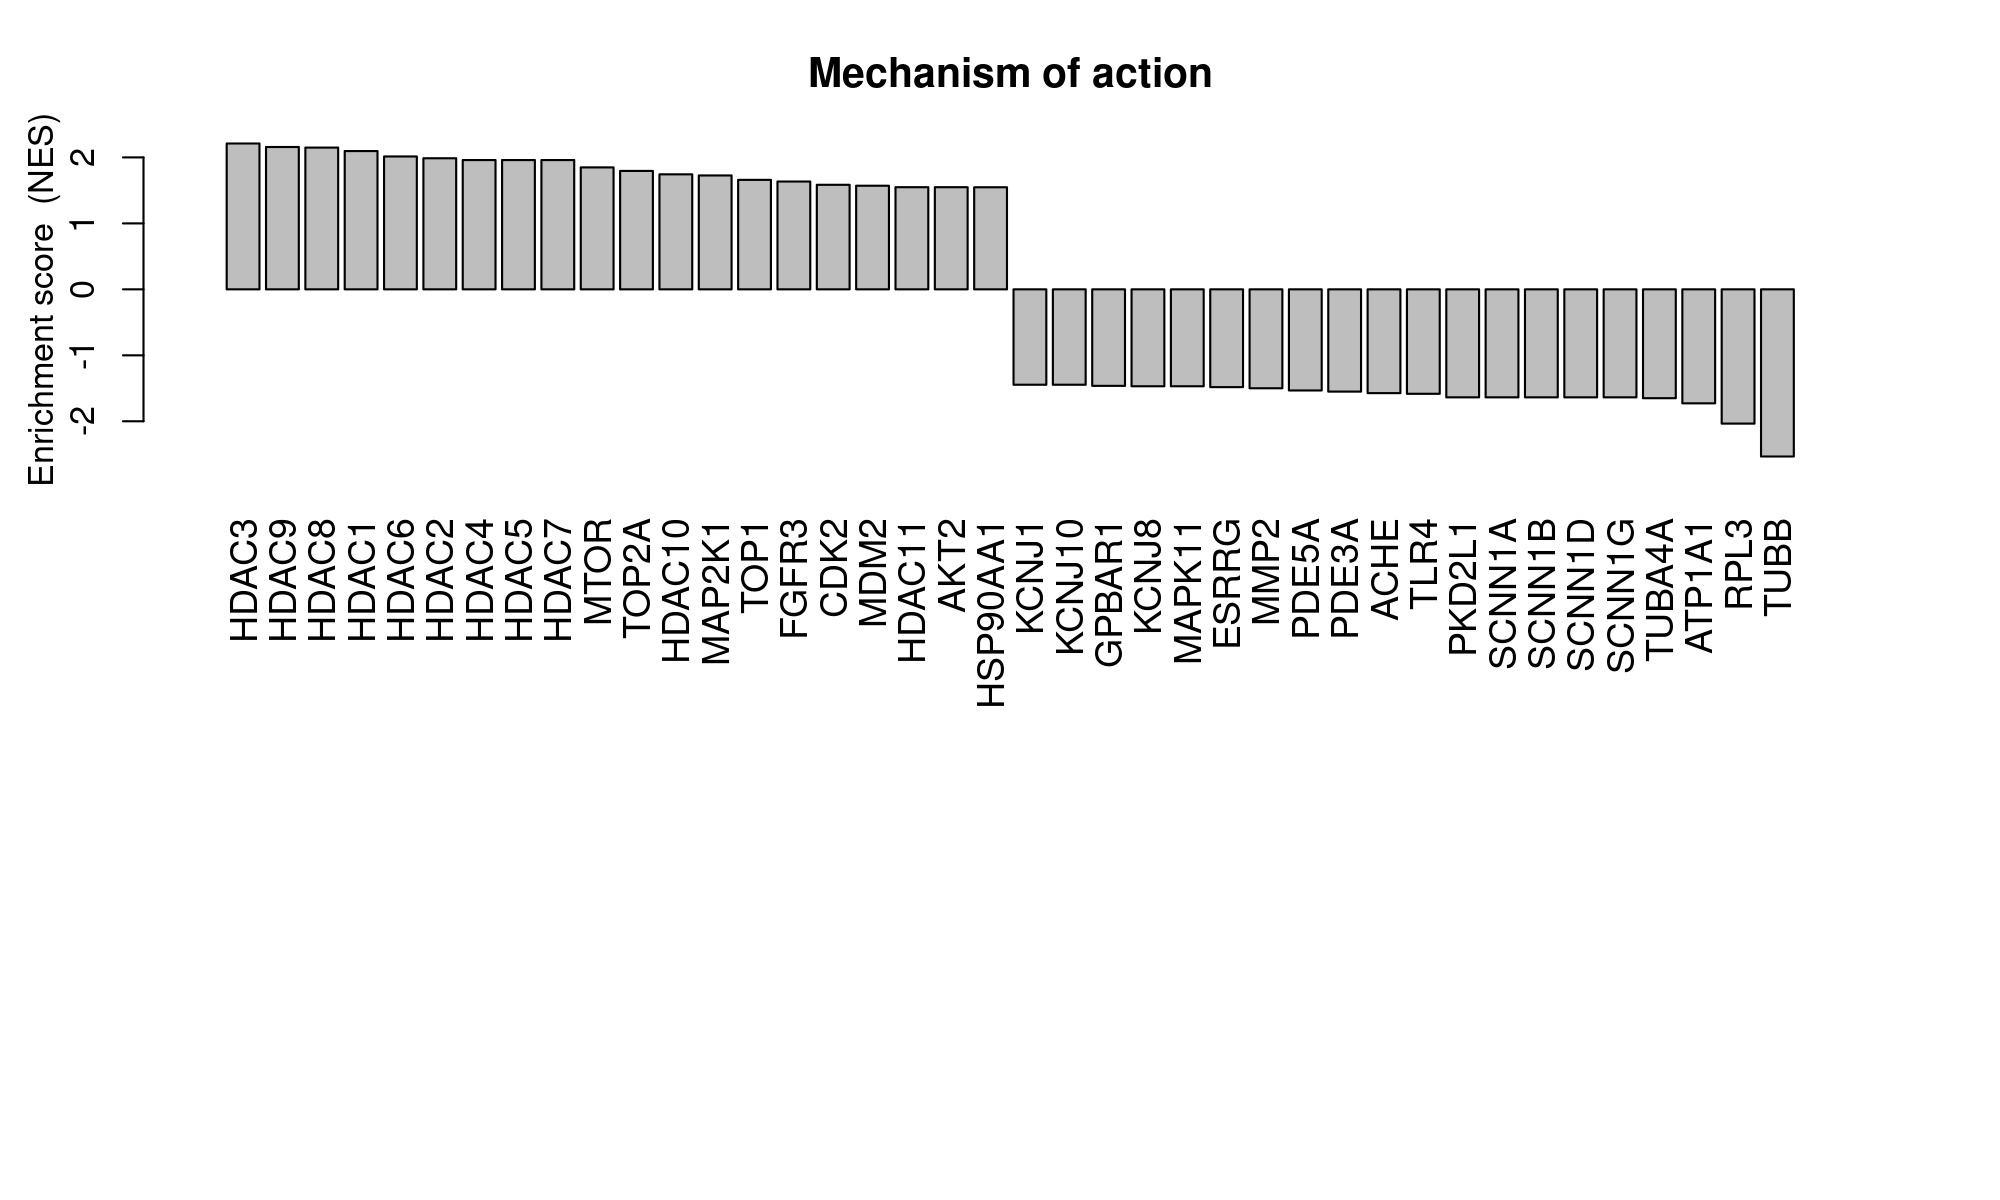 Mechanism of action
Enrichment score (NES)
2
1
0
-1
-2
HDAC3
HDAC9
HDAC8
HDAC1
HDAC6
HDAC2
HDAC4
HDAC5
HDAC7
MTOR
TOP2A
HDAC10
MAP2K1
TOP1
FGFR3
CDK2
MDM2
HDAC11
AKT2
HSP90AA1
KCNJ1
KCNJ10
GPBAR1
KCNJ8
MAPK11
ESRRG
MMP2
PDE5A
PDE3A
ACHE
TLR4
PKD2L1
SCNN1A
SCNN1B
SCNN1D
SCNN1G
TUBA4A
ATP1A1
RPL3
TUBB